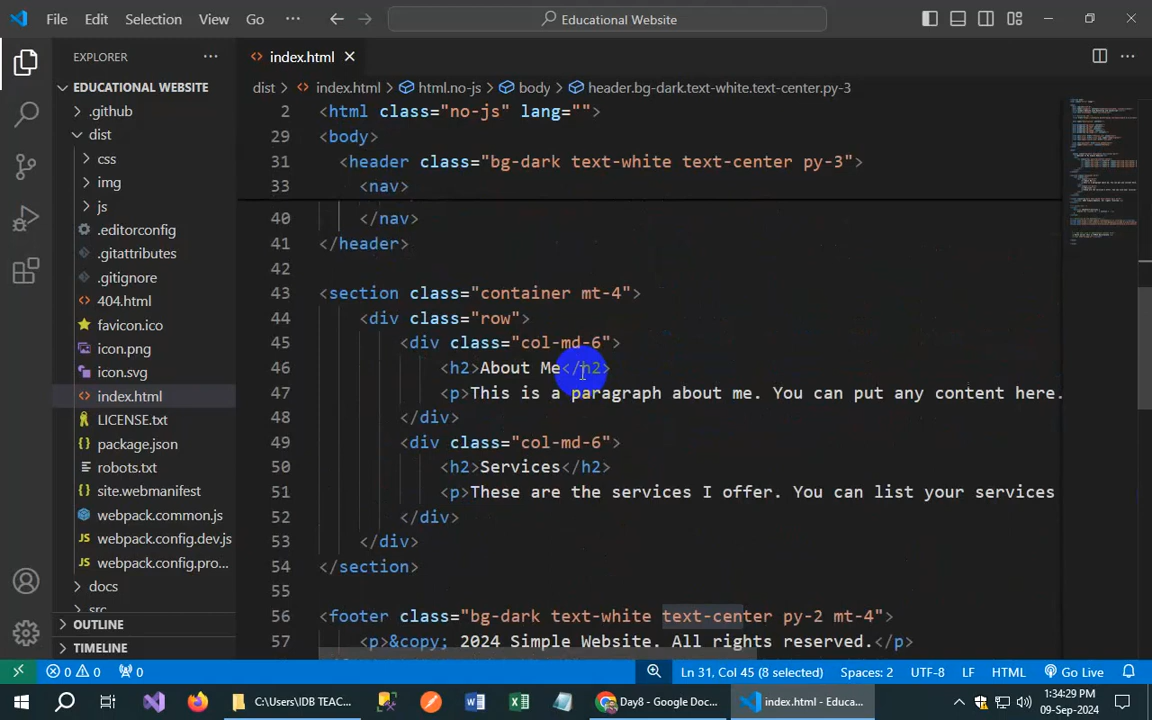 File Edit Selection View Go ··· Educational Website
EXPLORER ··· index.html
EDUCATIONAL WEBSITE
dist > index.html > html.no-js > body > header.bg-dark.text-white.text-center.py-3
.github
dist
css
img
js
.editorconfig
.gitattributes
.gitignore
404.html
favicon.ico
icon.png
icon.svg
index.html
LICENSE.txt
package.json
robots.txt
site.webmanifest
webpack.common.js
webpack.config.dev.js
webpack.config.pro...
docs
src
OUTLINE
TIMELINE
2 <html class="no-js" lang="">
29 <body>
31 <header class="bg-dark text-white text-center py-3">
33 <nav>
40 </nav>
41 </header>
42
43 <section class="container mt-4">
44 <div class="row">
45 <div class="col-md-6">
46 <h2>About Me</h2>
47 <p>This is a paragraph about me. You can put any content here.
48 </div>
49 <div class="col-md-6">
50 <h2>Services</h2>
51 <p>These are the services I offer. You can list your services
52 </div>
53 </div>
54 </section>
55
56 <footer class="bg-dark text-white text-center py-2 mt-4">
57 <p>&copy; 2024 Simple Website. All rights reserved.</p>
0 0 0 Ln 31, Col 45 (8 selected) Spaces: 2 UTF-8 LF HTML Go Live
C:\Users\IDB TEAC... Day8 - Google Do... index.html - Educa... 1:34:29 PM
09-Sep-2024